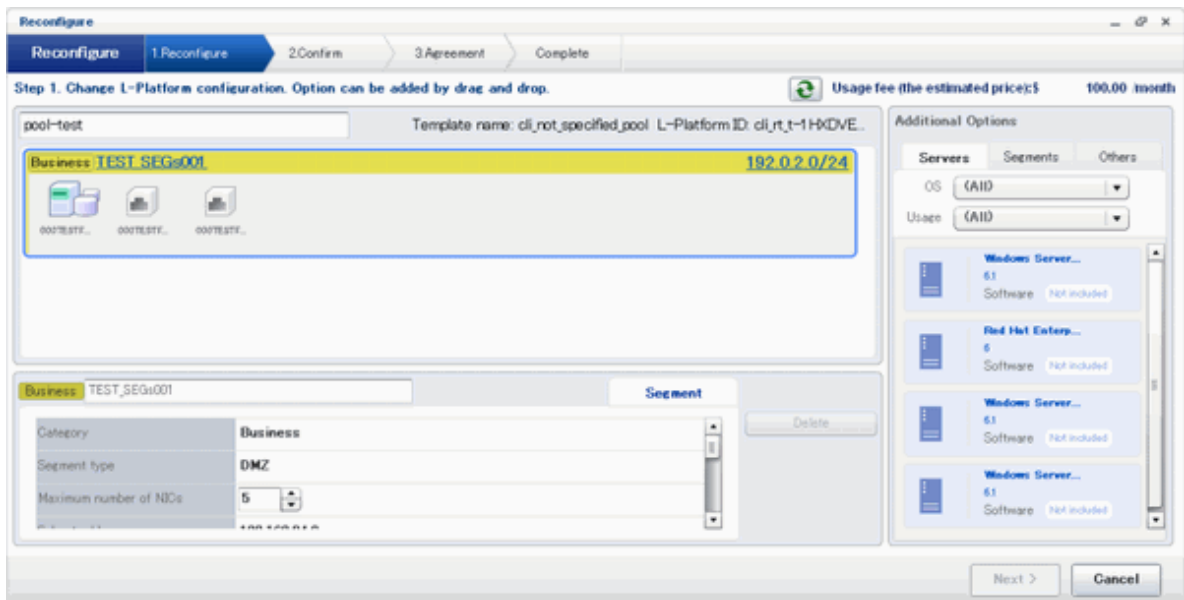 Reconfigure
Reconfigure 1.Reconfigure 2.Confirm 3.Agreement Complete
Step 1. Change L-Platform configuration. Option can be added by drag and drop. Usage fee (the estimated price):$ 100.00 /month
pool-test Template name: cli_not_specified_pool L-Platform ID: cli_rt_t-1HXDVE...
Business TEST_SEGs001 192.0.2.0/24
Business TEST_SEGs001 Segment
Category Business
Segment type DMZ
Maximum number of NICs 5
Delete
Additional Options
Servers Segments Others
OS (All)
Usage (All)
Windows Server...
6.1
Software Not included
Red Hat Enterp...
6
Software Not included
Windows Server...
6.1
Software Not included
Windows Server...
6.1
Software Not included
Next > Cancel